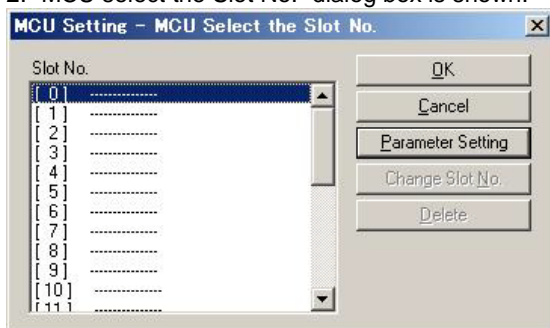 2. "MCU select the Slot No." dialog box is shown.
MCU Setting - MCU Select the Slot No.
Slot No.
[ 0 ] --------------
[ 1 ] --------------
[ 2 ] --------------
[ 3 ] --------------
[ 4 ] --------------
[ 5 ] --------------
[ 6 ] --------------
[ 7 ] --------------
[ 8 ] --------------
[ 9 ] --------------
[ 10 ] --------------
[ 11 ] --------------
OK
Cancel
Parameter Setting
Change Slot No.
Delete